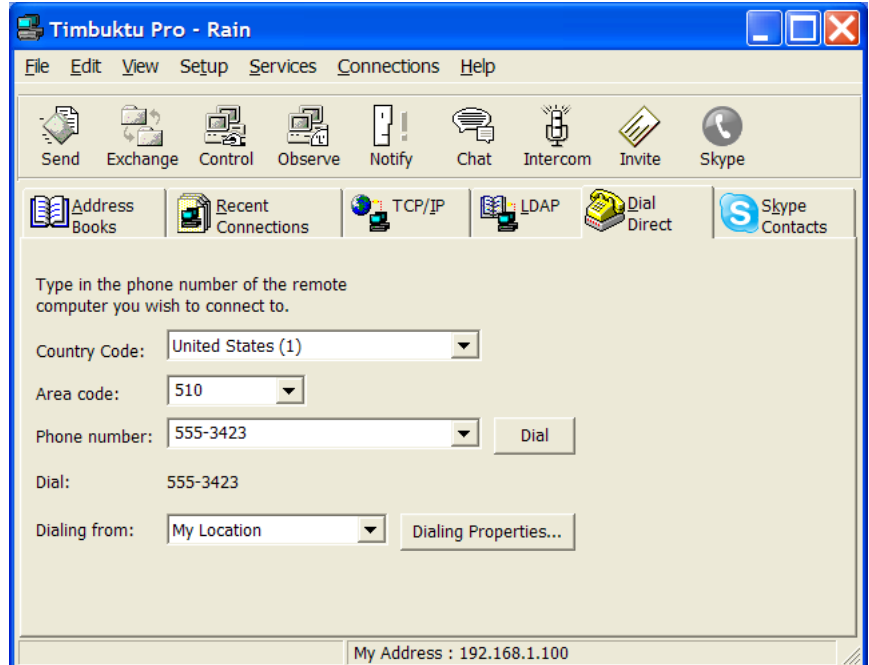 Timbuktu Pro - Rain
File Edit View Setup Services Connections Help
Send Exchange Control Observe Notify Chat Intercom Invite Skype
Address Books
Recent Connections
TCP/IP
LDAP
Dial Direct
Skype Contacts
Type in the phone number of the remote
computer you wish to connect to.
Country Code: United States (1)
Area code: 510
Phone number: 555-3423 Dial
Dial: 555-3423
Dialing from: My Location Dialing Properties...
My Address : 192.168.1.100